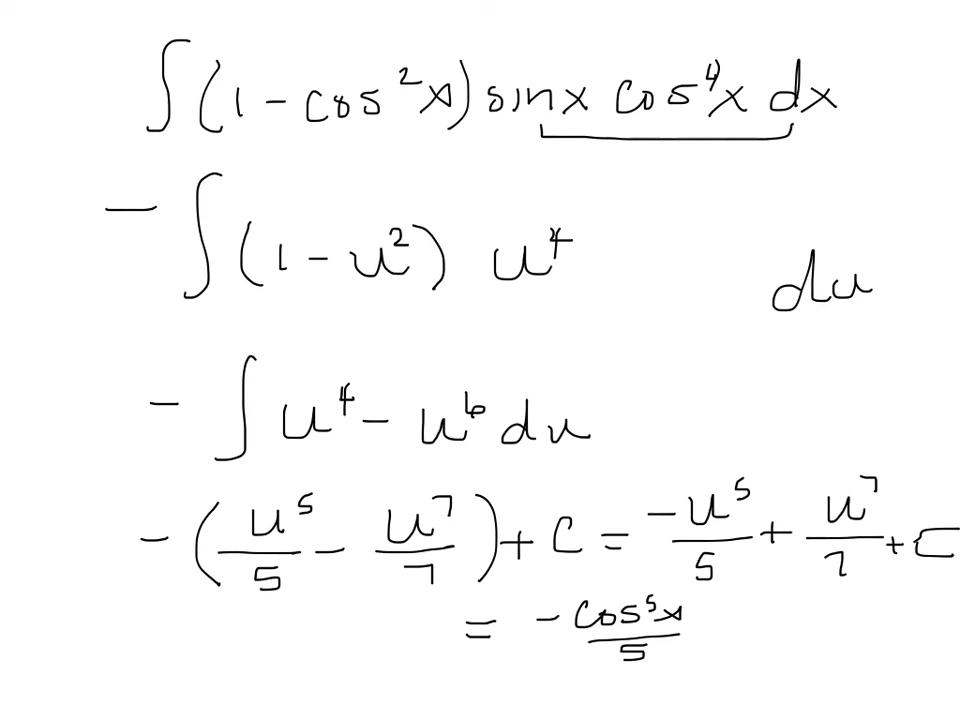 ∫(1 - cos²x) sinx cos⁴x dx
- ∫(1 - u²) u⁴ du
- ∫ u⁴ - u⁶ du
- (u⁵/5 - u⁷/7) + C = -u⁵/5 + u⁷/7 + C
= -cos⁵x/5